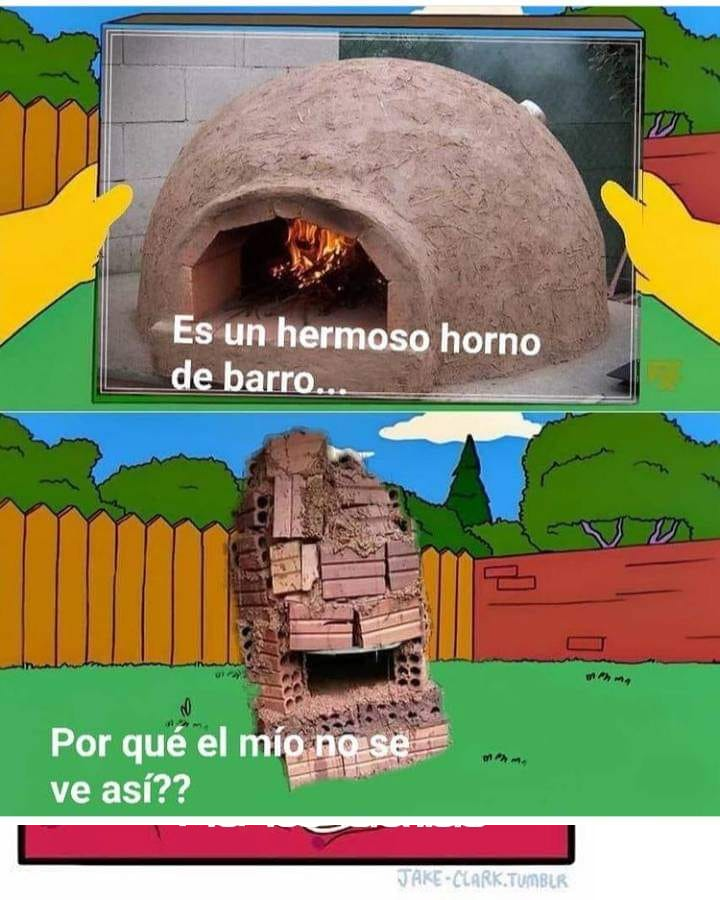 Es un hermoso horno
de barro...
Por qué el mío no se
ve así??
JAKE-CLARK.TUMBLR